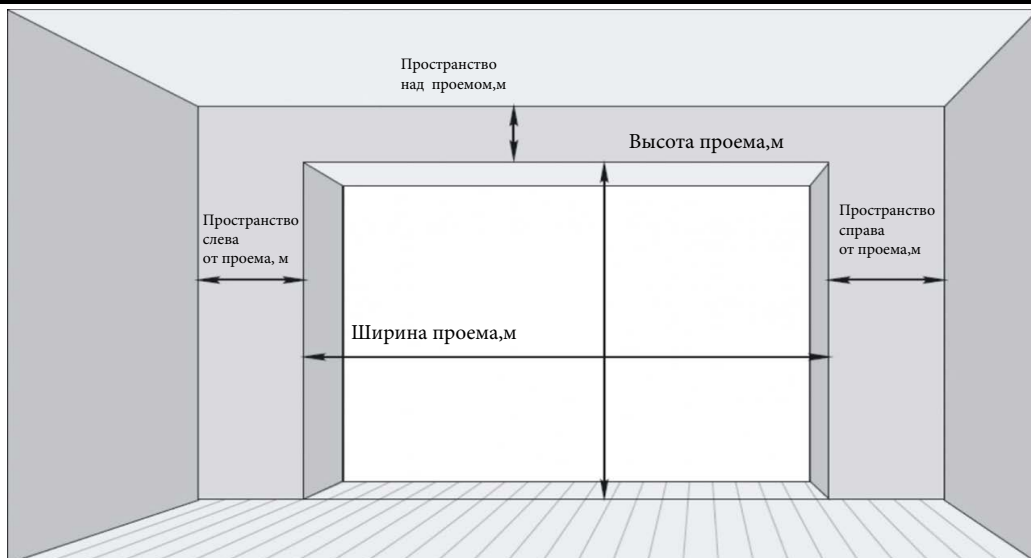 Пространство
над проемом,м
Высота проема,м
Пространство
слева
от проема, м
Пространство
справа
от проема,м
Ширина проема,м